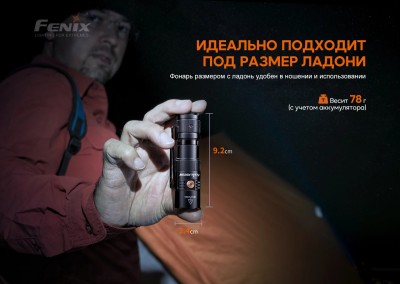 FENIX
ИДЕАЛЬНО ПОДХОДИТ
ПОД РАЗМЕР ЛАДОНИ
Фонарь размером с ладонь удобен в ношении и использовании
Весит 78 г
(с учетом аккумулятора)
9.2cm